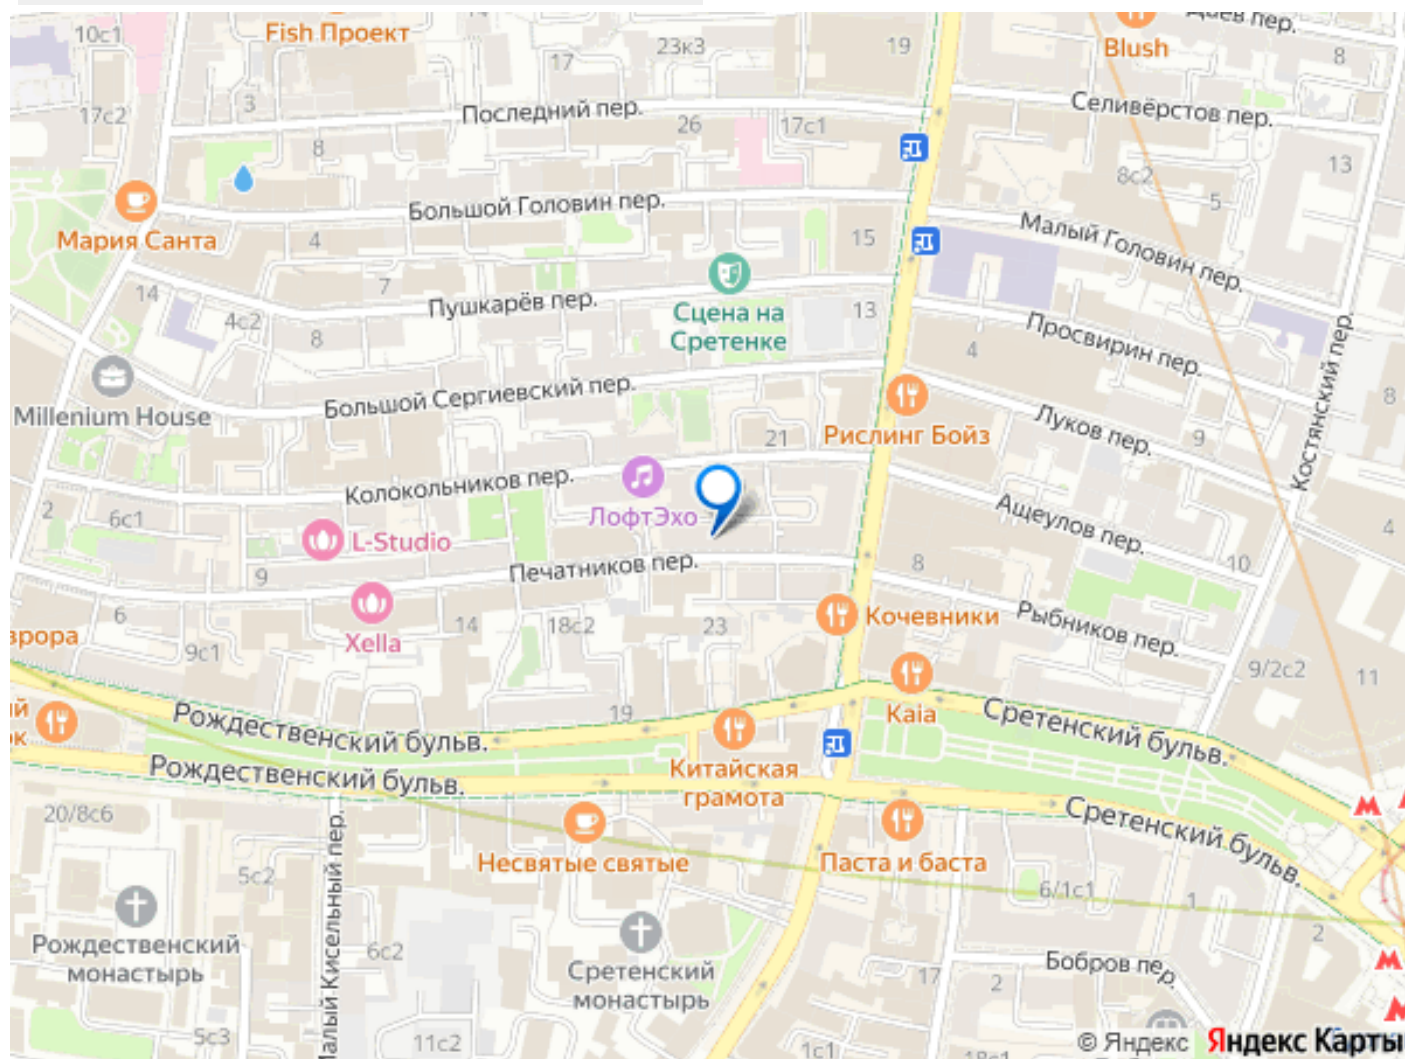 10с1
Fish Проект
23к3
19
Blush
Даев пер.
8
17
3
17с2
Последний пер.
26
17с1
Селивёрстов пер.
8
13
8с2
5
Большой Головин пер.
Мария Санта
4
15
Малый Головин пер.
14
7
Пушкарёв пер.
Сцена на
Сретенке
13
4с2
8
4
Просвирин пер.
Millenium House
Большой Сергиевский пер.
8
Рислинг Бойз
21
Луков пер.
9
Костянский пер.
Колокольников пер.
2
6с1
ЛофтЭхо
Ащеулов пер.
4
L-Studio
9
Печатников пер.
8
10
6
Xella
14
18с2
23
Кочевники
Рыбников пер.
9с1
9/2с2
11
19
Kaia
Рождественский бульв.
Сретенский бульв.
Рождественский бульв.
Китайская
грамота
20/8с6
Сретенский бульв.
Несвятые святые
Паста и баста
5с2
6/1с1
1
Малый Кисельный пер.
Рождественский
монастырь
6с2
Сретенский
монастырь
2
17
2
Бобров пер.
5с3
11с2
1с1
18с1
© Яндекс
Яндекс Карты